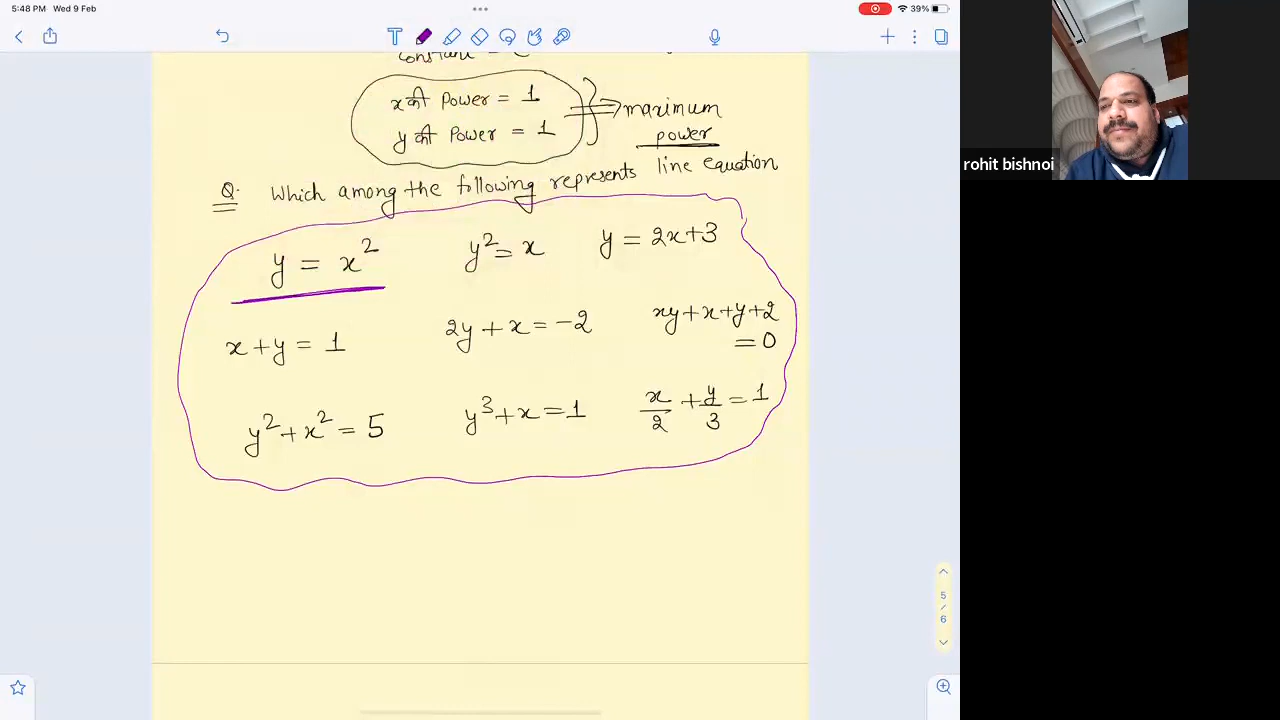 5:48 PM Wed 9 Feb
39%
constant = C
x की Power = 1
y की Power = 1
maximum
power
Q. Which among the following represents line equation
y = x² y² = x y = 2x+3
x + y = 1 2y + x = -2 xy + x + y + 2
= 0
y² + x² = 5 y³ + x = 1 x/2 + y/3 = 1
5
/
6
rohit bishnoi